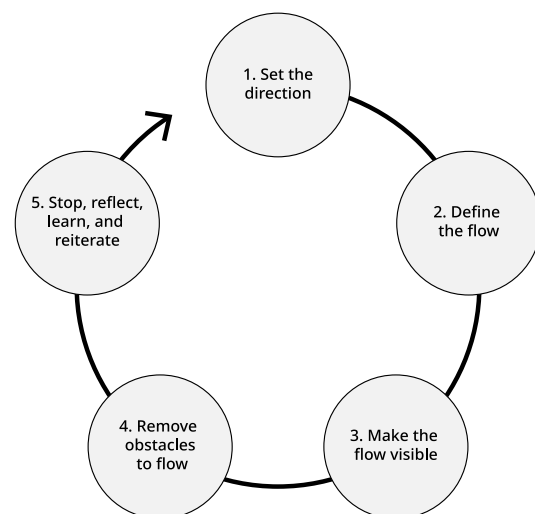 1. Set the
direction
2. Define
the flow
3. Make the
flow visible
4. Remove
obstacles
to flow
5. Stop, reflect,
learn, and
reiterate